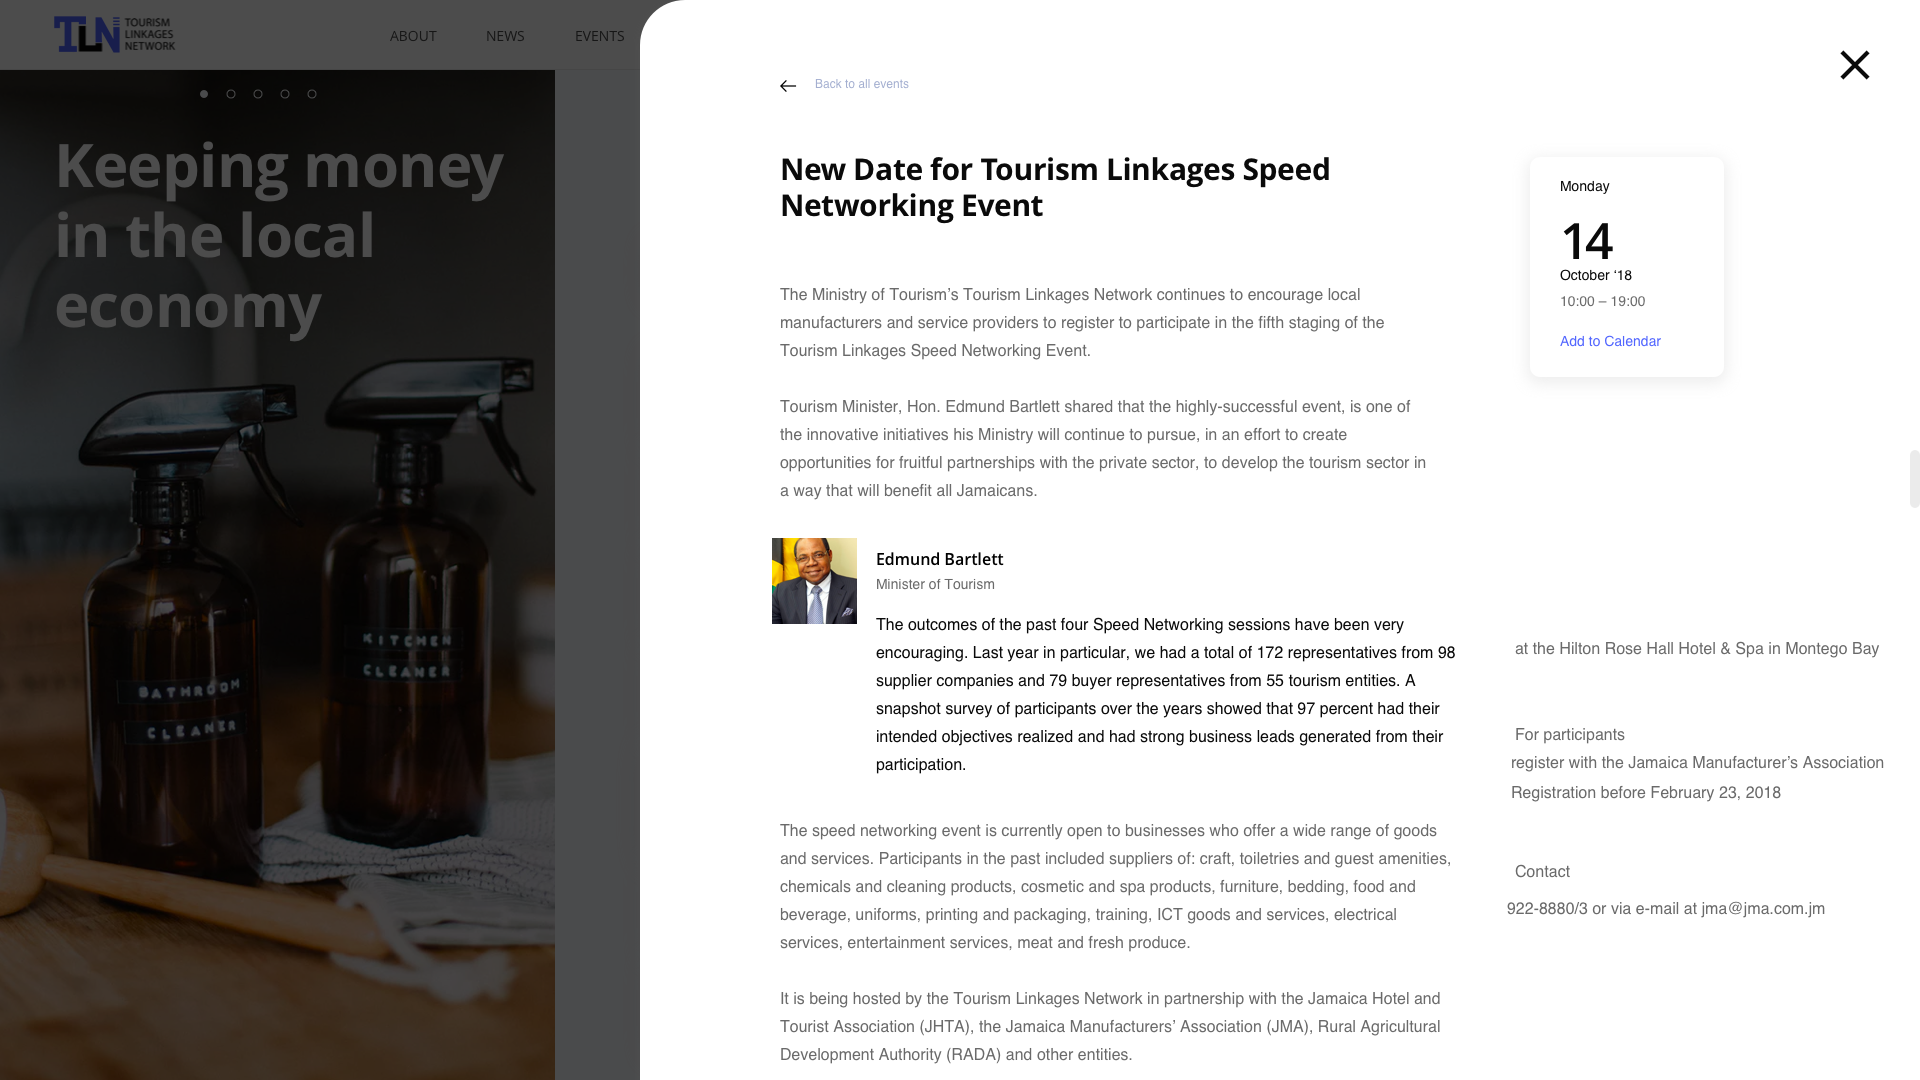 TLN TOURISM
LINKAGES
NETWORK
ABOUT NEWS EVENTS
Keeping money
in the local
economy
BATHROOM
CLEANER
KITCHEN
CLEANER
Back to all events
New Date for Tourism Linkages Speed
Networking Event
The Ministry of Tourism’s Tourism Linkages Network continues to encourage local
manufacturers and service providers to register to participate in the fifth staging of the
Tourism Linkages Speed Networking Event.
Tourism Minister, Hon. Edmund Bartlett shared that the highly-successful event, is one of
the innovative initiatives his Ministry will continue to pursue, in an effort to create
opportunities for fruitful partnerships with the private sector, to develop the tourism sector in
a way that will benefit all Jamaicans.
Edmund Bartlett
Minister of Tourism
The outcomes of the past four Speed Networking sessions have been very
encouraging. Last year in particular, we had a total of 172 representatives from 98
supplier companies and 79 buyer representatives from 55 tourism entities. A
snapshot survey of participants over the years showed that 97 percent had their
intended objectives realized and had strong business leads generated from their
participation.
The speed networking event is currently open to businesses who offer a wide range of goods
and services. Participants in the past included suppliers of: craft, toiletries and guest amenities,
chemicals and cleaning products, cosmetic and spa products, furniture, bedding, food and
beverage, uniforms, printing and packaging, training, ICT goods and services, electrical
services, entertainment services, meat and fresh produce.
It is being hosted by the Tourism Linkages Network in partnership with the Jamaica Hotel and
Tourist Association (JHTA), the Jamaica Manufacturers’ Association (JMA), Rural Agricultural
Development Authority (RADA) and other entities.
Monday
14
October ‘18
10:00 – 19:00
Add to Calendar
at the Hilton Rose Hall Hotel & Spa in Montego Bay
For participants
register with the Jamaica Manufacturer’s Association
Registration before February 23, 2018
Contact
922-8880/3 or via e-mail at jma@jma.com.jm